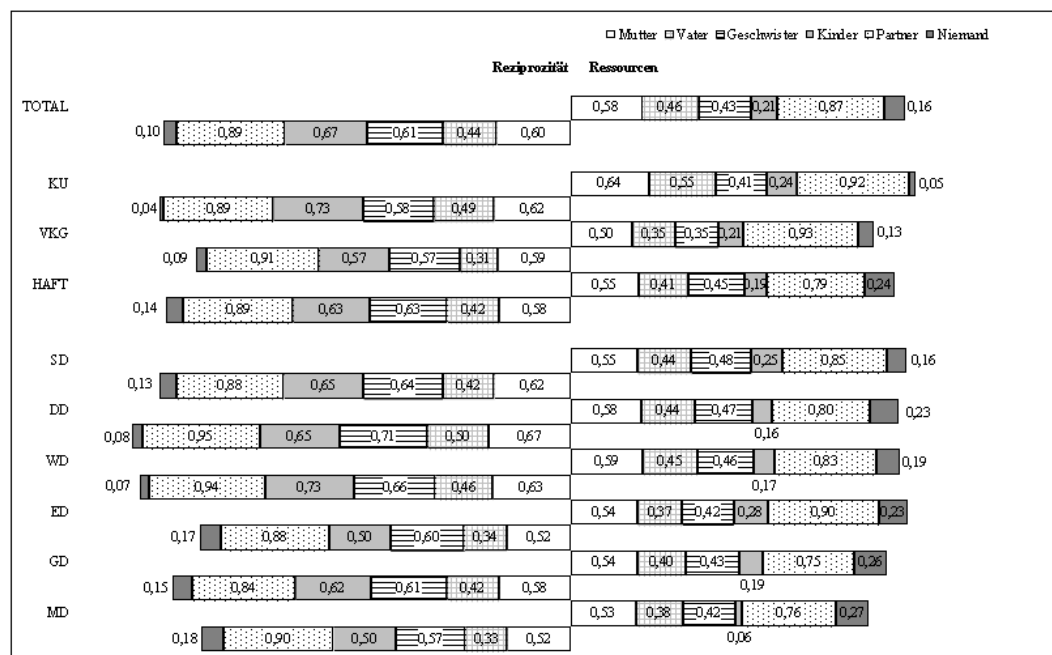 Mutter Vater Geschwister Kinder Partner Niemand
Reziprozität Ressourcen
TOTAL 0,58 0,46 0,43 0,21 0,87 0,16
0,10 0,89 0,67 0,61 0,44 0,60
KU 0,64 0,55 0,41 0,24 0,92 0,05
0,04 0,89 0,73 0,58 0,49 0,62
VKG 0,50 0,35 0,35 0,21 0,93 0,13
0,09 0,91 0,57 0,57 0,31 0,59
HAFT 0,55 0,41 0,45 0,19 0,79 0,24
0,14 0,89 0,63 0,63 0,42 0,58
SD 0,55 0,44 0,48 0,25 0,85 0,16
0,13 0,88 0,65 0,64 0,42 0,62
DD 0,58 0,44 0,47 0,80 0,23
0,08 0,95 0,65 0,71 0,50 0,67 0,16
WD 0,59 0,45 0,46 0,83 0,19
0,07 0,94 0,73 0,66 0,46 0,63 0,17
ED 0,54 0,37 0,42 0,28 0,90 0,23
0,17 0,88 0,50 0,60 0,34 0,52
GD 0,54 0,40 0,43 0,75 0,26
0,15 0,84 0,62 0,61 0,42 0,58 0,19
MD 0,53 0,38 0,42 0,76 0,27
0,18 0,90 0,50 0,57 0,33 0,52 0,06